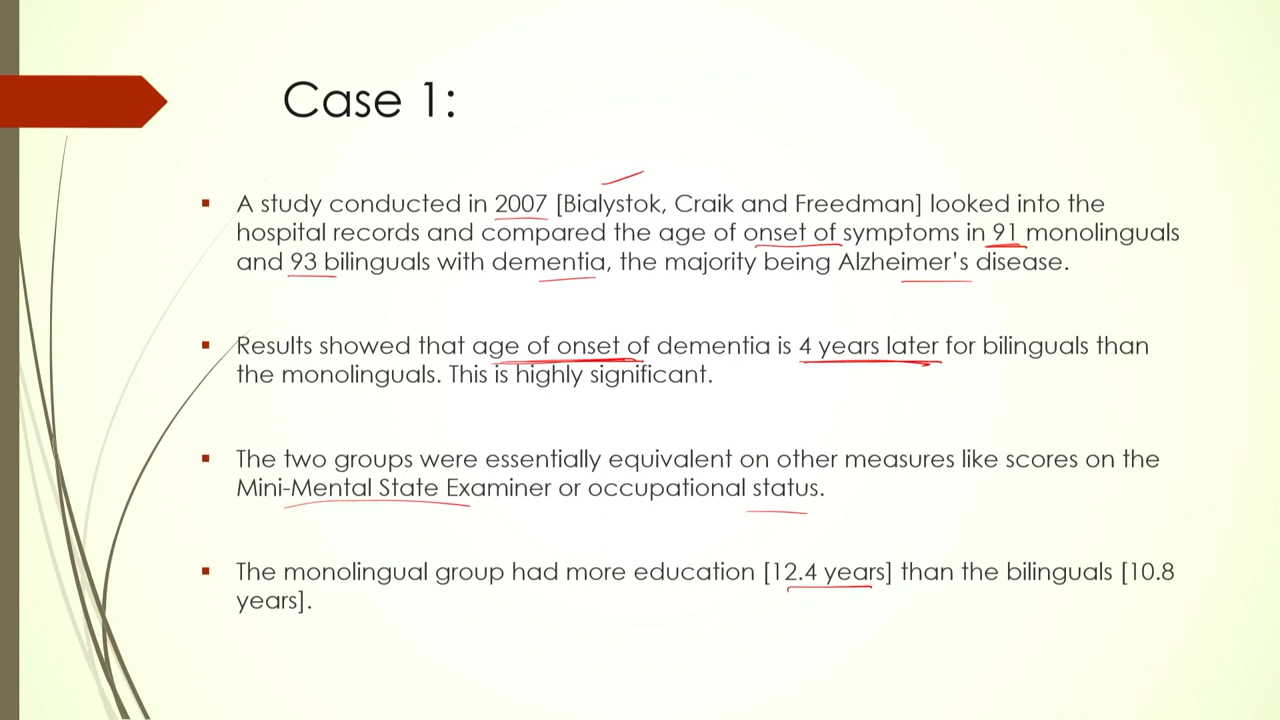 Case 1:
A study conducted in 2007 [Bialystok, Craik and Freedman] looked into the
hospital records and compared the age of onset of symptoms in 91 monolinguals
and 93 bilinguals with dementia, the majority being Alzheimer's disease.
Results showed that age of onset of dementia is 4 years later for bilinguals than
the monolinguals. This is highly significant.
The two groups were essentially equivalent on other measures like scores on the
Mini-Mental State Examiner or occupational status.
The monolingual group had more education [12.4 years] than the bilinguals [10.8
years].